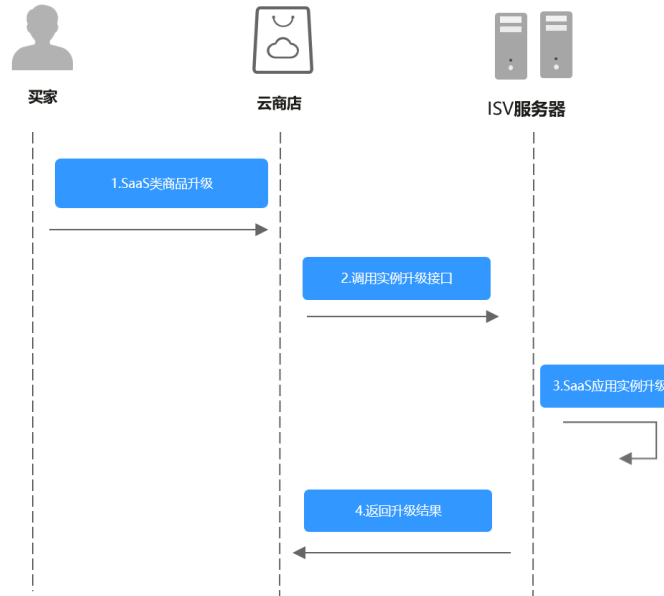 买家
云商店
ISV服务器
1.SaaS类商品升级
2.调用实例升级接口
3.SaaS应用实例升级
4.返回升级结果